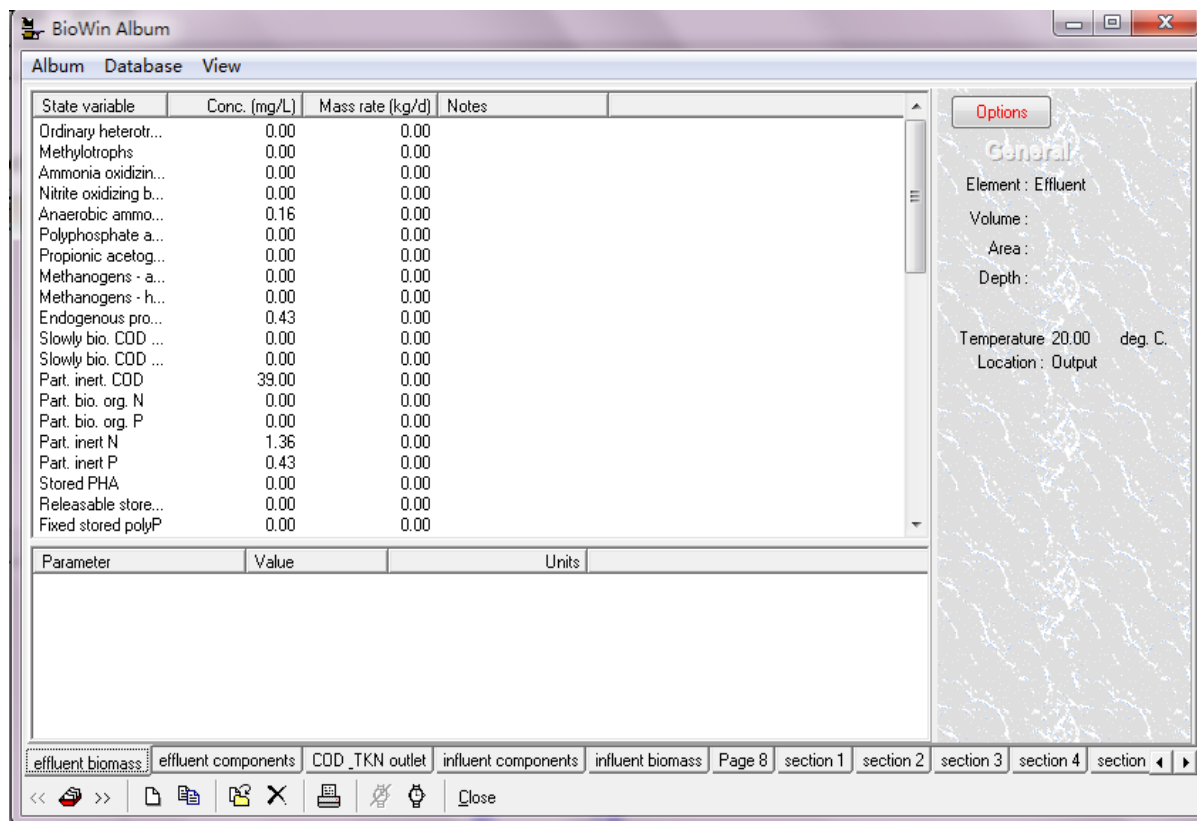 BioWin Album
Album Database View
State variable Conc. (mg/L) Mass rate (kg/d) Notes
Ordinary heterotr... 0.00 0.00
Methylotrophs 0.00 0.00
Ammonia oxidizin... 0.00 0.00
Nitrite oxidizing b... 0.00 0.00
Anaerobic ammo... 0.16 0.00
Polyphosphate a... 0.00 0.00
Propionic acetog... 0.00 0.00
Methanogens - a... 0.00 0.00
Methanogens - h... 0.00 0.00
Endogenous pro... 0.43 0.00
Slowly bio. COD ... 0.00 0.00
Slowly bio. COD ... 0.00 0.00
Part. inert. COD 39.00 0.00
Part. bio. org. N 0.00 0.00
Part. bio. org. P 0.00 0.00
Part. inert N 1.36 0.00
Part. inert P 0.43 0.00
Stored PHA 0.00 0.00
Releasable store... 0.00 0.00
Fixed stored polyP 0.00 0.00
Options
General
Element : Effluent
Volume :
Area :
Depth :
Temperature 20.00 deg. C.
Location : Output
Parameter Value Units
effluent biomass effluent components COD _TKN outlet influent components influent biomass Page 8 section 1 section 2 section 3 section 4 section
<< >> Close